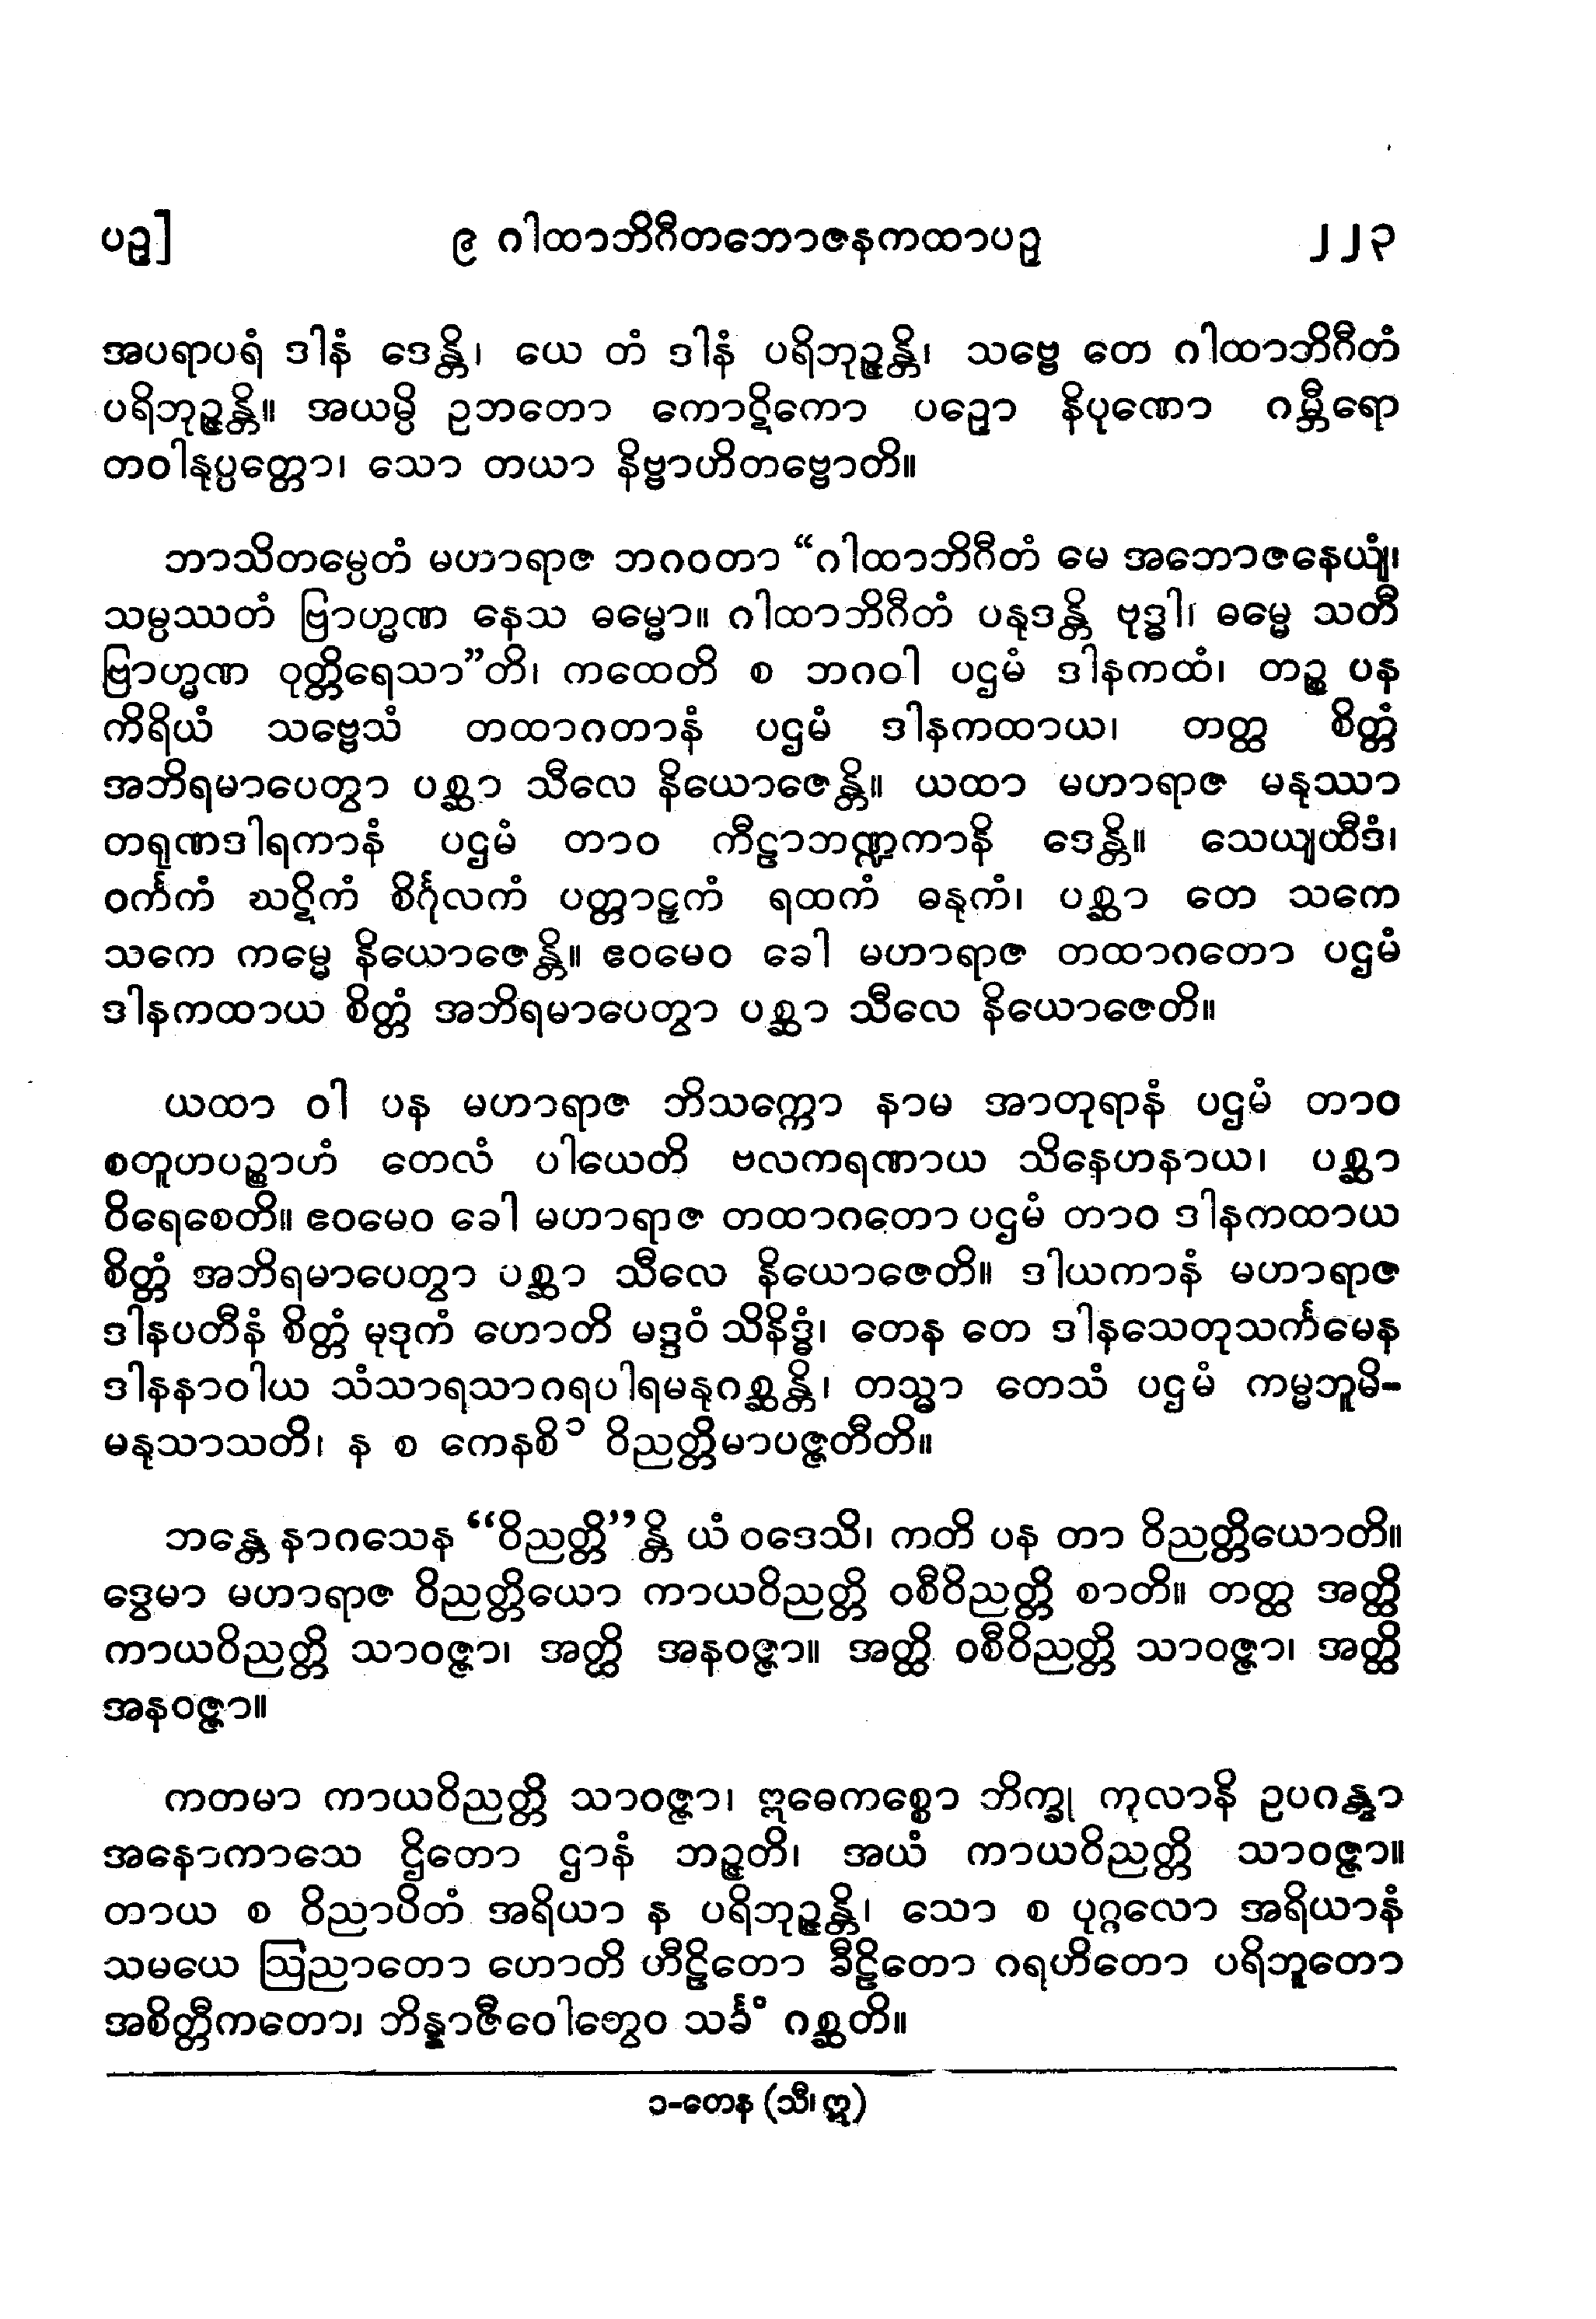 ပဥှ]
၉ ဂါထာဘိဂီတဘောဇနကထာပဥှ
၂၂၃
အပရာပရံ ဒါနံ ဒေန္တိ၊ ယေ တံ ဒါနံ ပရိဘုဉ္ဇန္တိ၊ သဗ္ဗေ တေ ဂါထာဘိဂီတံ
ပရိဘုဉ္ဇန္တိ။ အယမ္ပိ ဥဘတော ကောဋိကော ပဉှော နိပုဏော ဂမ္ဘီရော
တဝါနုပ္ပတ္တော၊ သော တယာ နိဗ္ဗာဟိတဗ္ဗောတိ။
ဘာသိတမ္ပေတံ မဟာရာဇ ဘဂဝတာ “ဂါထာဘိဂီတံ မေ အဘောဇနေယျံ၊
သမ္ပဿတံ ဗြာဟ္မဏ နေသ ဓမ္မော။ ဂါထာဘိဂီတံ ပနုဒန္တိ ဗုဒ္ဓါ၊ ဓမ္မေ သတီ
ဗြာဟ္မဏ ဝုတ္တိရေသာ”တိ၊ ကထေတိ စ ဘဂဝါ ပဌမံ ဒါနကထံ၊ တဉ္စ ပန
ကိရိယံ သဗ္ဗေသံ တထာဂတာနံ ပဌမံ ဒါနကထာယ၊ တတ္ထ စိတ္တံ
အဘိရမာပေတွာ ပစ္ဆာ သီလေ နိယောဇေန္တိ။ ယထာ မဟာရာဇ မနုဿာ
တရုဏဒါရကာနံ ပဌမံ တာဝ ကီဠာဘဏ္ဍကာနိ ဒေန္တိ။ သေယျထီဒံ၊
ဝင်္ကကံ ဃဋိကံ စိင်္ဂုလကံ ပတ္တာဠှကံ ရထကံ ဓနုကံ၊ ပစ္ဆာ တေ သကေ
သကေ ကမ္မေ နိယောဇေန္တိ။ ဧဝမေဝ ခေါ မဟာရာဇ တထာဂတော ပဌမံ
ဒါနကထာယ စိတ္တံ အဘိရမာပေတွာ ပစ္ဆာ သီလေ နိယောဇေတိ။
ယထာ ဝါ ပန မဟာရာဇ ဘိသက္ကော နာမ အာတုရာနံ ပဌမံ တာဝ
စတူဟပဉ္စာဟံ တေလံ ပါယေတိ ဗလကရဏာယ သိနေဟနာယ၊ ပစ္ဆာ
ဝိရေစေတိ။ ဧဝမေဝ ခေါ မဟာရာဇ တထာဂတော ပဌမံ တာဝ ဒါနကထာယ
စိတ္တံ အဘိရမာပေတွာ ပစ္ဆာ သီလေ နိယောဇေတိ။ ဒါယကာနံ မဟာရာဇ
ဒါနပတီနံ စိတ္တံ မုဒုကံ ဟောတိ မဒ္ဒဝံ သိနိဒ္ဓံ၊ တေန တေ ဒါနသေတုသင်္ကမေန
ဒါနနာဝါယ သံသာရသာဂရပါရမနုဂစ္ဆန္တိ၊ တသ္မာ တေသံ ပဌမံ ကမ္မဘူမိ-
မနုသာသတိ၊ န စ ကေနစိ၁ ဝိညတ္တိမာပဇ္ဇတီတိ။
ဘန္တေ နာဂသေန “ဝိညတ္တိ”န္တိ ယံ ဝဒေသိ၊ ကတိ ပန တာ ဝိညတ္တိယောတိ။
ဒွေမာ မဟာရာဇ ဝိညတ္တိယော ကာယဝိညတ္တိ ဝစီဝိညတ္တိ စာတိ။ တတ္ထ အတ္ထိ
ကာယဝိညတ္တိ သာဝဇ္ဇာ၊ အတ္ထိ အနဝဇ္ဇာ။ အတ္ထိ ဝစီဝိညတ္တိ သာဝဇ္ဇာ၊ အတ္ထိ
အနဝဇ္ဇာ။
ကတမာ ကာယဝိညတ္တိ သာဝဇ္ဇာ၊ ဣဓေကစ္စော ဘိက္ခု ကုလာနိ ဥပဂန္တွာ
အနောကာသေ ဌိတော ဌာနံ ဘဉ္ဇတိ၊ အယံ ကာယဝိညတ္တိ သာဝဇ္ဇာ။
တာယ စ ဝိညာပိတံ အရိယာ န ပရိဘုဉ္ဇန္တိ၊ သော စ ပုဂ္ဂလော အရိယာနံ
သမယေ ဩညာတော ဟောတိ ဟီဠိတော ခီဠိတော ဂရဟိတော ပရိဘူတော
အစိတ္တီကတော၊ ဘိန္နာဇီဝေါတွေဝ သင်္ခံ ဂစ္ဆတိ။
၁-တေန (သီ၊ ဣ)